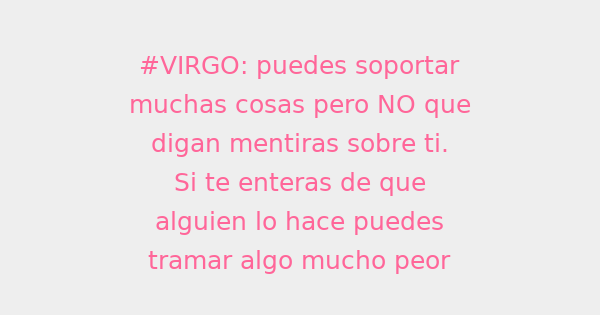 #VIRGO: puedes soportar
muchas cosas pero NO que
digan mentiras sobre ti.
Si te enteras de que
alguien lo hace puedes
tramar algo mucho peor